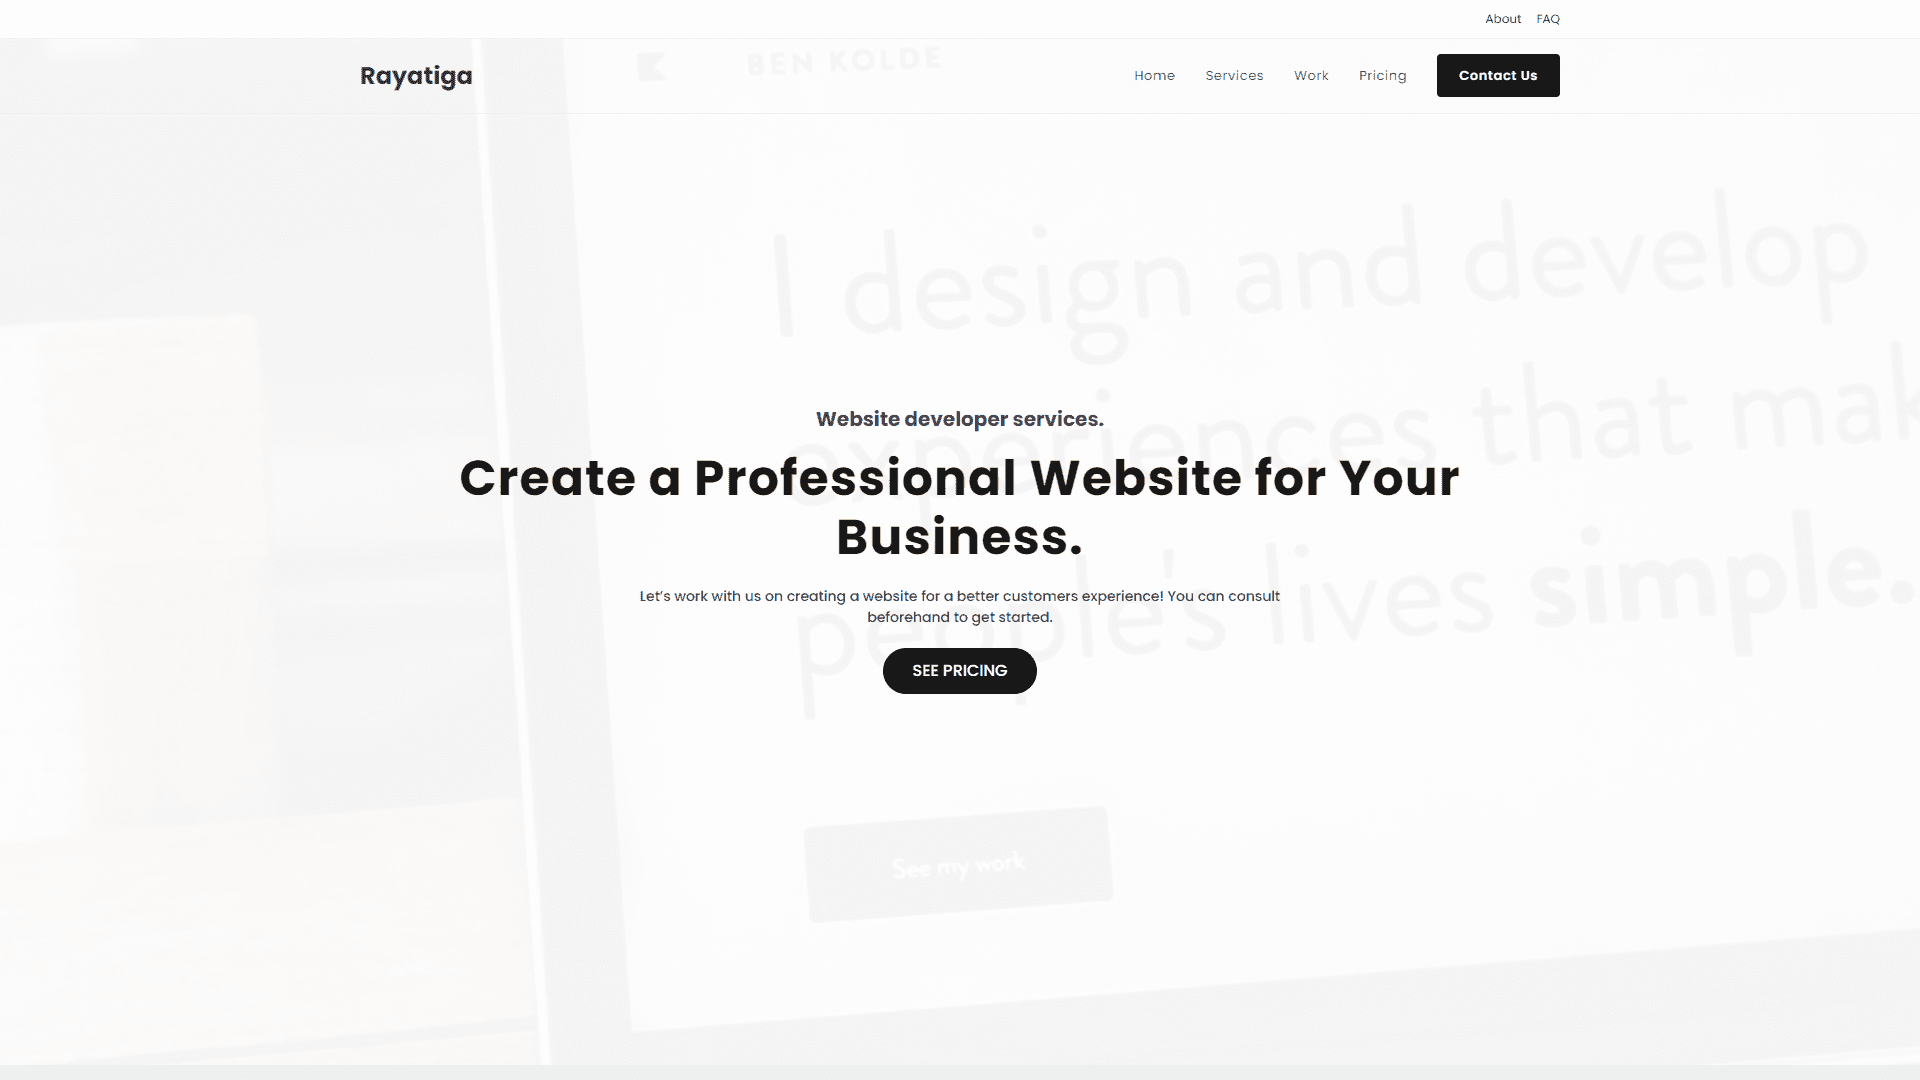 About FAQ
Rayatiga
BEN KOLDE
Home Services Work Pricing Contact Us
I design and develop
experiences that mak
people's lives simple.
Website developer services.
Create a Professional Website for Your
Business.
Let’s work with us on creating a website for a better customers experience! You can consult
beforehand to get started.
SEE PRICING
See my work